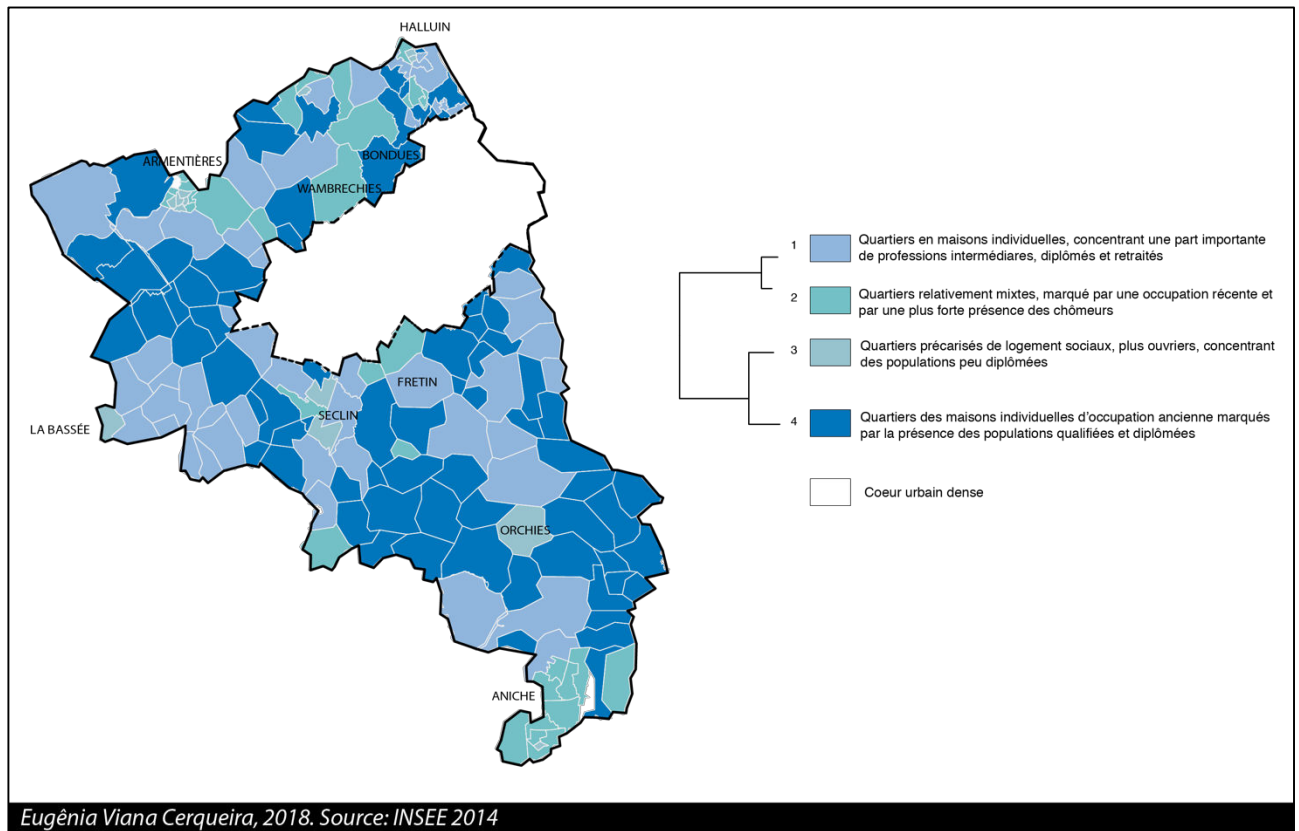 HALLUIN
ARMENTIÈRES
BONDUES
WAMBRECHIES
FRETIN
SECLIN
LA BASSÉE
ORCHIES
ANICHE
1 Quartiers en maisons individuelles, concentrant une part importante
de professions intermédiares, diplômés et retraités
2 Quartiers relativement mixtes, marqué par une occupation récente et
par une plus forte présence des chômeurs
3 Quartiers précarisés de logement sociaux, plus ouvriers, concentrant
des populations peu diplômées
4 Quartiers des maisons individuelles d'occupation ancienne marqués
par la présence des populations qualifiées et diplômées
Coeur urbain dense
Eugênia Viana Cerqueira, 2018. Source: INSEE 2014